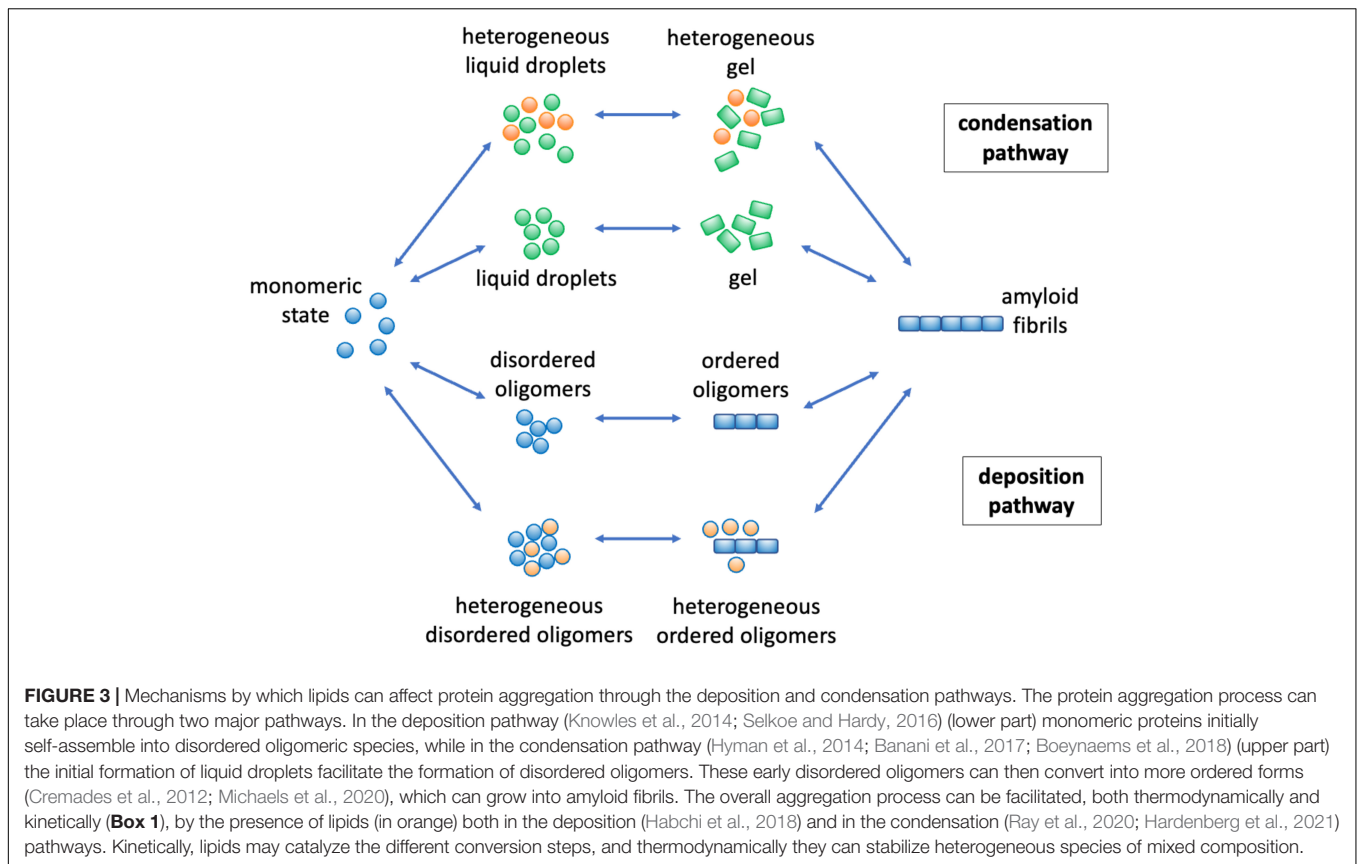 heterogeneous
liquid droplets
heterogeneous
gel
condensation
pathway
liquid droplets
gel
monomeric
state
amyloid
fibrils
disordered
oligomers
ordered
oligomers
deposition
pathway
heterogeneous
disordered oligomers
heterogeneous
ordered oligomers
FIGURE 3 | Mechanisms by which lipids can affect protein aggregation through the deposition and condensation pathways. The protein aggregation process can
take place through two major pathways. In the deposition pathway (Knowles et al., 2014; Selkoe and Hardy, 2016) (lower part) monomeric proteins initially
self-assemble into disordered oligomeric species, while in the condensation pathway (Hyman et al., 2014; Banani et al., 2017; Boeynaems et al., 2018) (upper part)
the initial formation of liquid droplets facilitate the formation of disordered oligomers. These early disordered oligomers can then convert into more ordered forms
(Cremades et al., 2012; Michaels et al., 2020), which can grow into amyloid fibrils. The overall aggregation process can be facilitated, both thermodynamically and
kinetically (Box 1), by the presence of lipids (in orange) both in the deposition (Habchi et al., 2018) and in the condensation (Ray et al., 2020; Hardenberg et al., 2021)
pathways. Kinetically, lipids may catalyze the different conversion steps, and thermodynamically they can stabilize heterogeneous species of mixed composition.